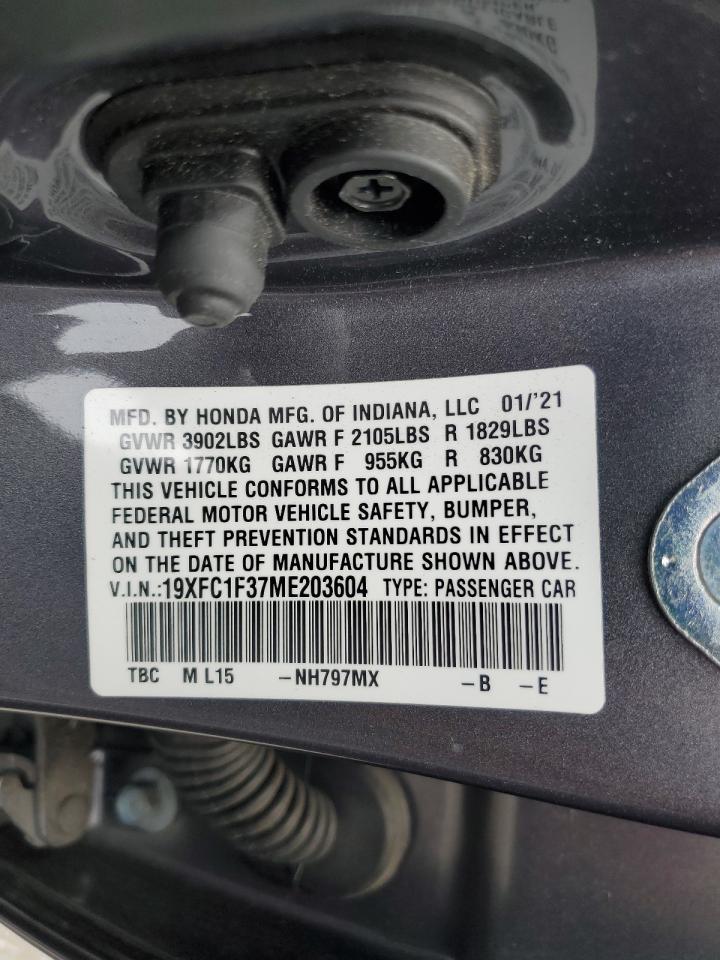 MFD. BY HONDA MFG. OF INDIANA, LLC 01/'21
GVWR 3902LBS GAWR F 2105LBS R 1829LBS
GVWR 1770KG GAWR F 955KG R 830KG
THIS VEHICLE CONFORMS TO ALL APPLICABLE
FEDERAL MOTOR VEHICLE SAFETY, BUMPER,
AND THEFT PREVENTION STANDARDS IN EFFECT
ON THE DATE OF MANUFACTURE SHOWN ABOVE.
V.I.N.:19XFC1F37ME203604 TYPE: PASSENGER CAR
TBC M L15 -NH797MX -B -E